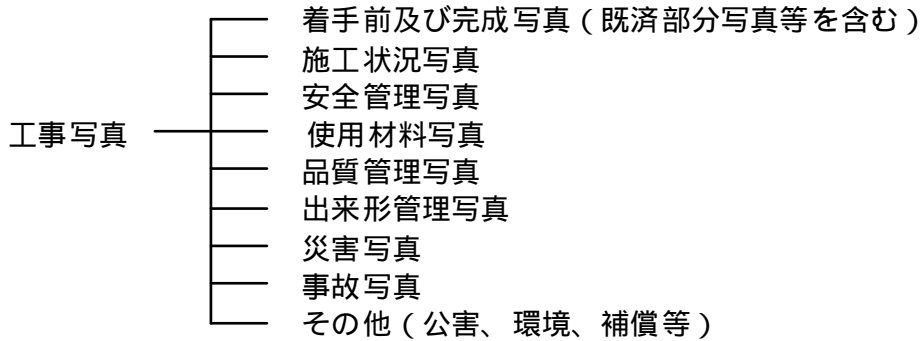 着手前及び完成写真（既済部分写真等を含む）
施工状況写真
安全管理写真
工事写真 使用材料写真
品質管理写真
出来形管理写真
災害写真
事故写真
その他（公害、環境、補償等）